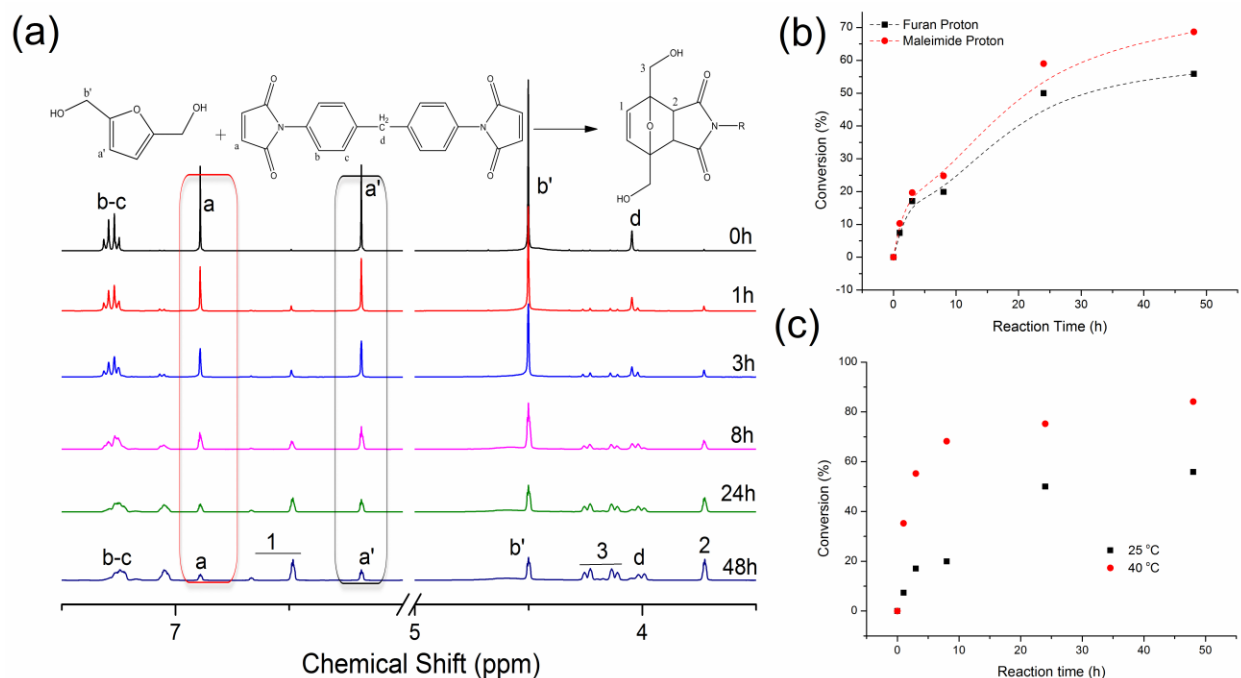 (a)
b'
HO
OH
O
a'
+
O
O
N
a
O
b
c
H2
C
d
O
N
O
OH
3
1
2
O
O
N—R
O
HO
b-c
a
a'
b'
d
0h
1h
3h
8h
24h
b-c
a
1
a'
b'
3
d
2
48h
7
5
4
Chemical Shift (ppm)
(b)
Furan Proton
Maleimide Proton
70
60
50
40
30
20
10
0
-10
0 10 20 30 40 50
Conversion (%)
Reaction Time (h)
(c)
100
80
60
40
20
0
25 °C
40 °C
0 10 20 30 40 50
Conversion (%)
Reaction time (h)